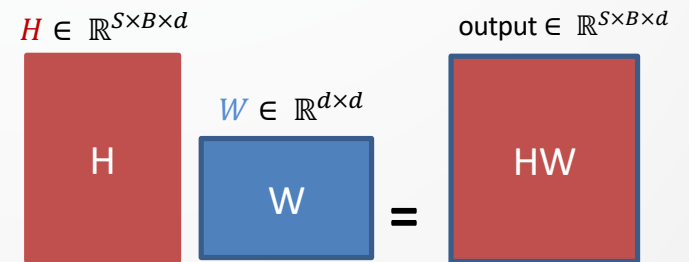 H ∈ ℝ^{S×B×d}
output ∈ ℝ^{S×B×d}
W ∈ ℝ^{d×d}
H
W
=
HW